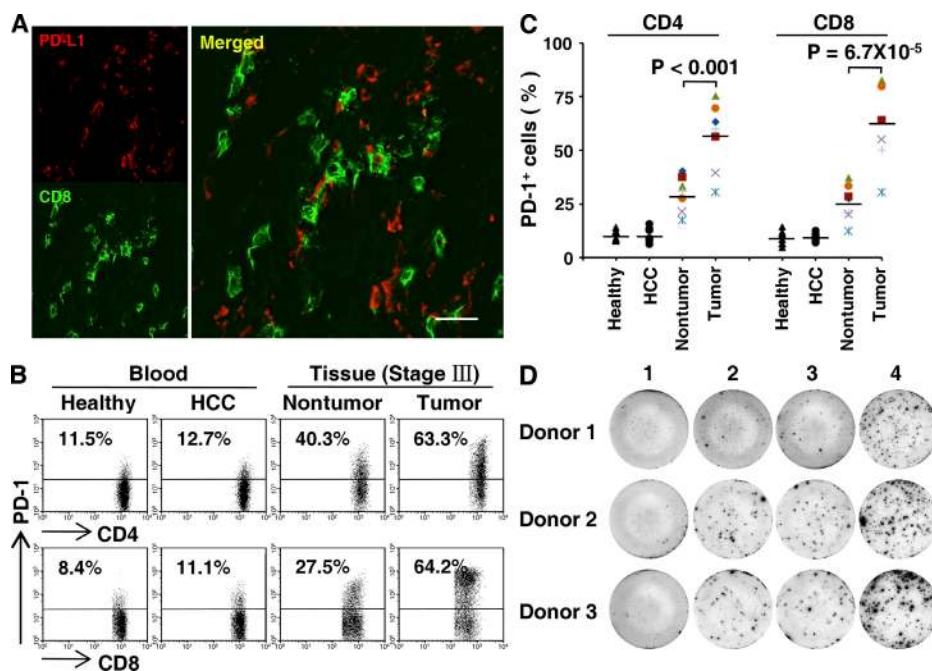 A
PD-L1
CD8
Merged
B
Blood
Tissue (Stage III)
Healthy
HCC
Nontumor
Tumor
11.5%
12.7%
40.3%
63.3%
CD4
8.4%
11.1%
27.5%
64.2%
PD-1
CD8
C
CD4
CD8
P < 0.001
P = 6.7X10⁻⁵
PD-1⁺ cells ( % )
100
75
50
25
0
Healthy
HCC
Nontumor
Tumor
Healthy
HCC
Nontumor
Tumor
D
1 2 3 4
Donor 1
Donor 2
Donor 3